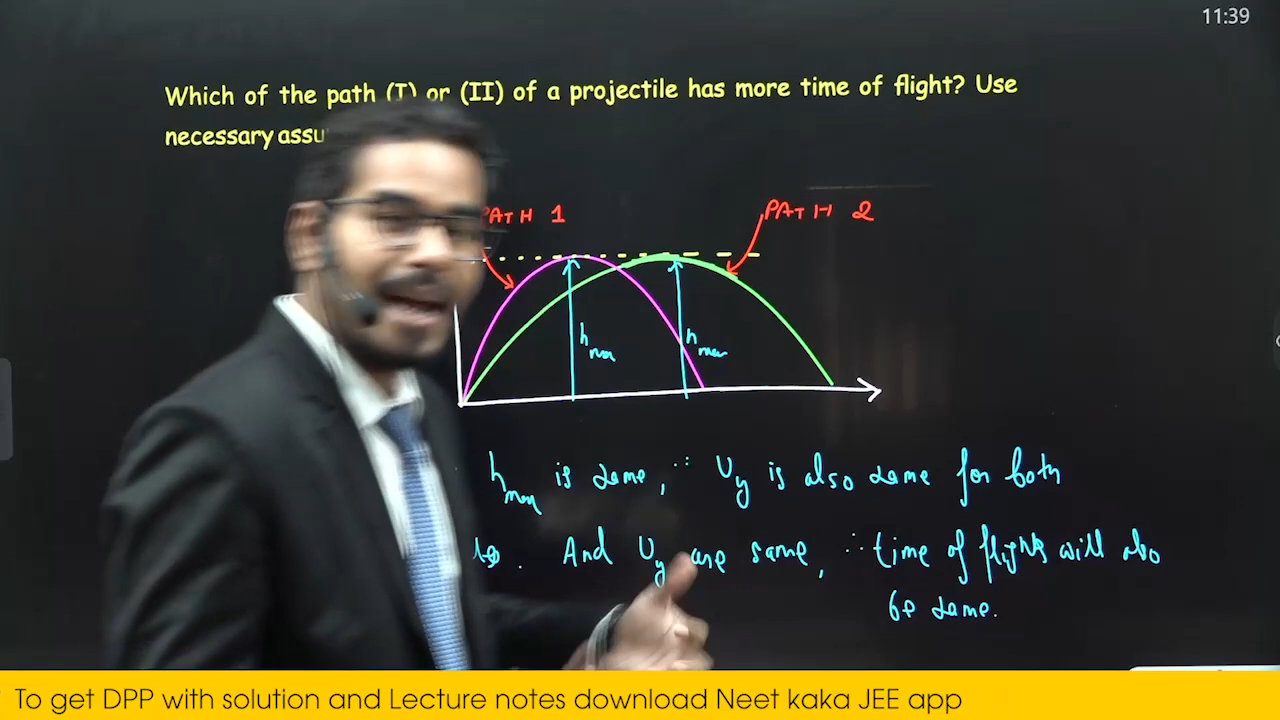 11:39
Which of the path (I) or (II) of a projectile has more time of flight? Use
necessary assu
PATH 1
PATH 2
hmax
hmax
hmax is same, ∴ Uy is also same for both
And Uy are same, ∴ time of flights will also
be same.
To get DPP with solution and Lecture notes download Neet kaka JEE app